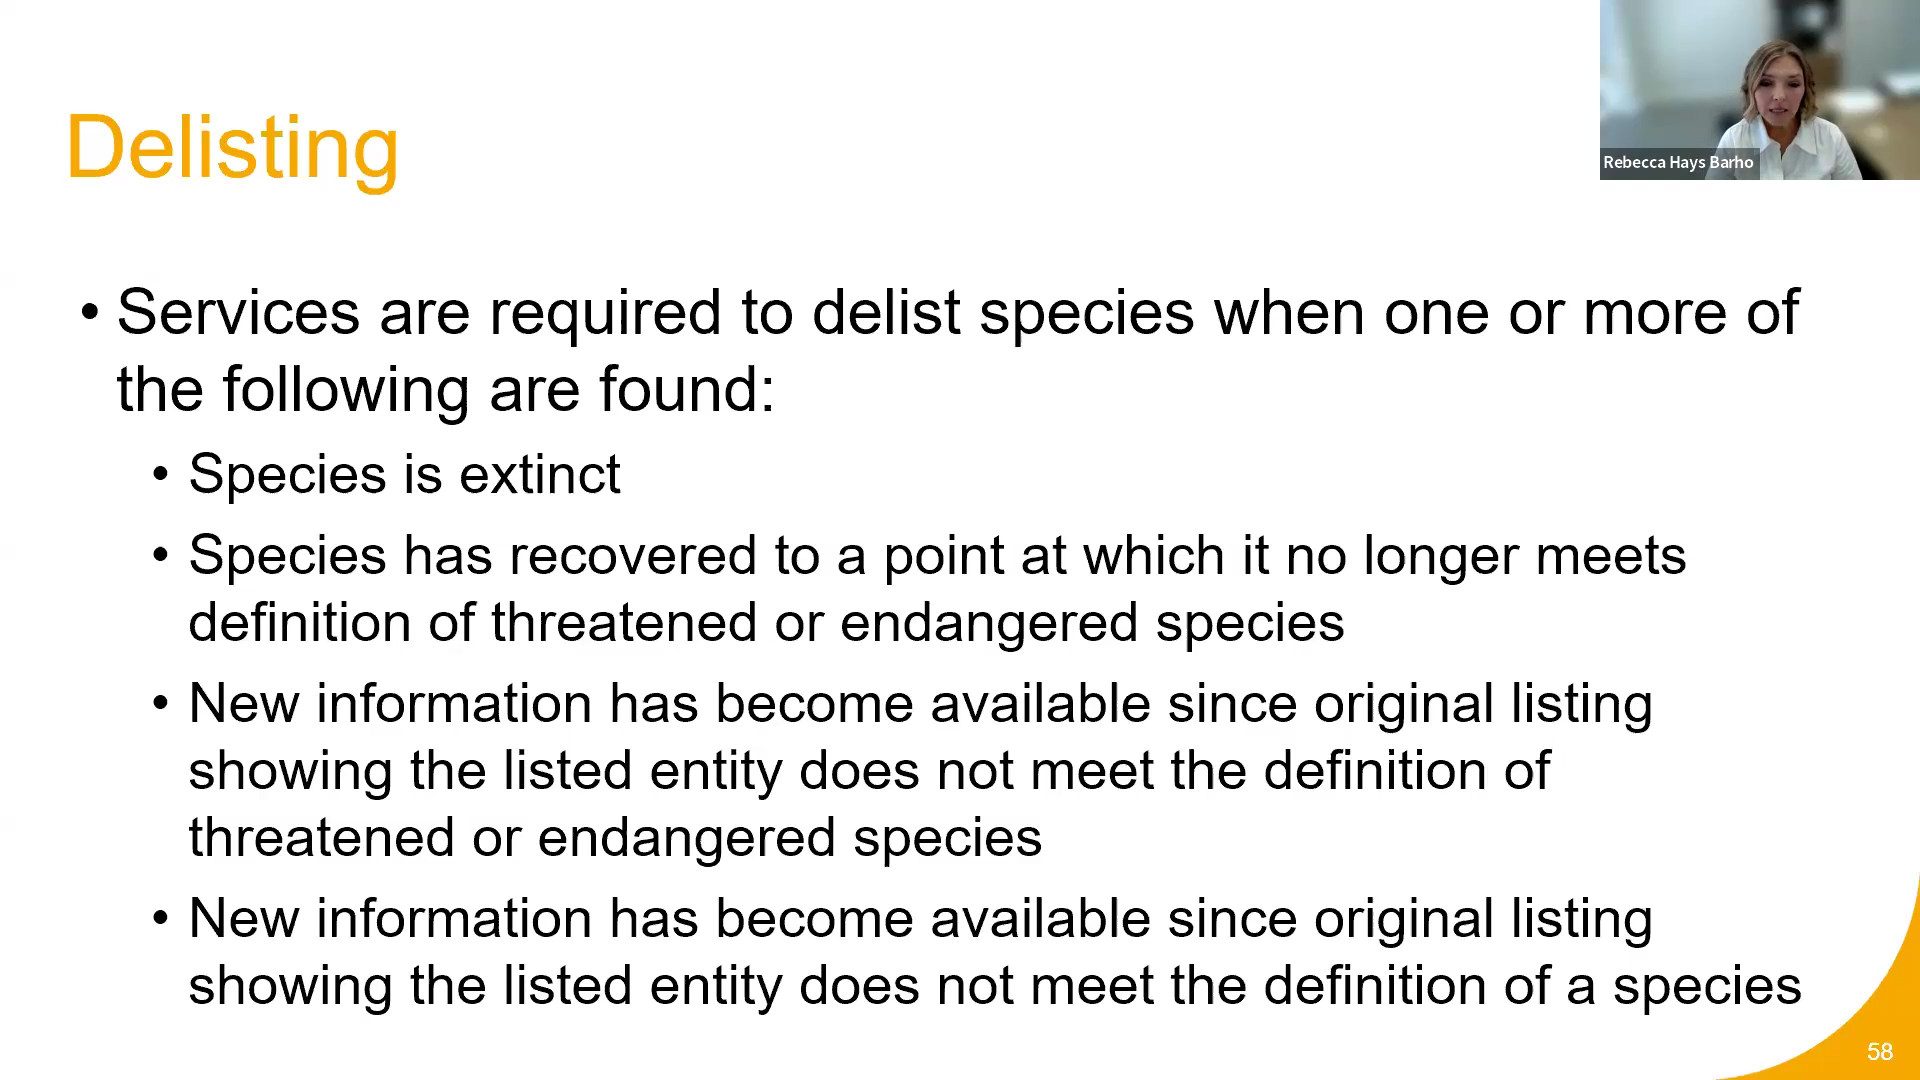 Rebecca Hays Barho
Delisting
• Services are required to delist species when one or more of
the following are found:
• Species is extinct
• Species has recovered to a point at which it no longer meets
definition of threatened or endangered species
• New information has become available since original listing
showing the listed entity does not meet the definition of
threatened or endangered species
• New information has become available since original listing
showing the listed entity does not meet the definition of a species
58